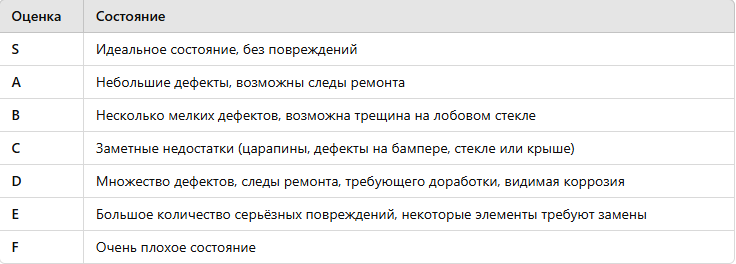 Оценка Состояние
S Идеальное состояние, без повреждений
A Небольшие дефекты, возможны следы ремонта
B Несколько мелких дефектов, возможна трещина на лобовом стекле
C Заметные недостатки (царапины, дефекты на бампере, стекле или крыше)
D Множество дефектов, следы ремонта, требующего доработки, видимая коррозия
E Большое количество серьёзных повреждений, некоторые элементы требуют замены
F Очень плохое состояние